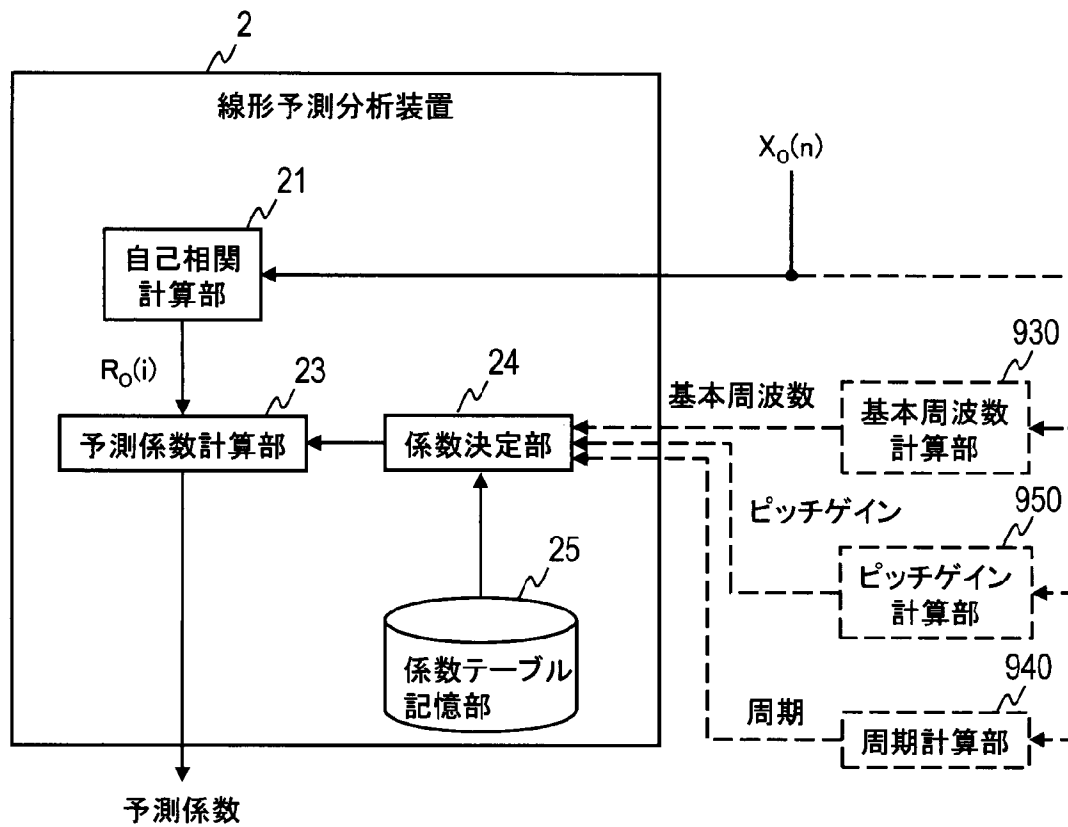 2
線形予測分析装置
X₀(n)
21
自己相関
計算部
R₀(i)
23
予測係数計算部
24
係数決定部
25
係数テーブル
記憶部
基本周波数
930
基本周波数
計算部
ピッチゲイン
950
ピッチゲイン
計算部
周期
940
周期計算部
予測係数